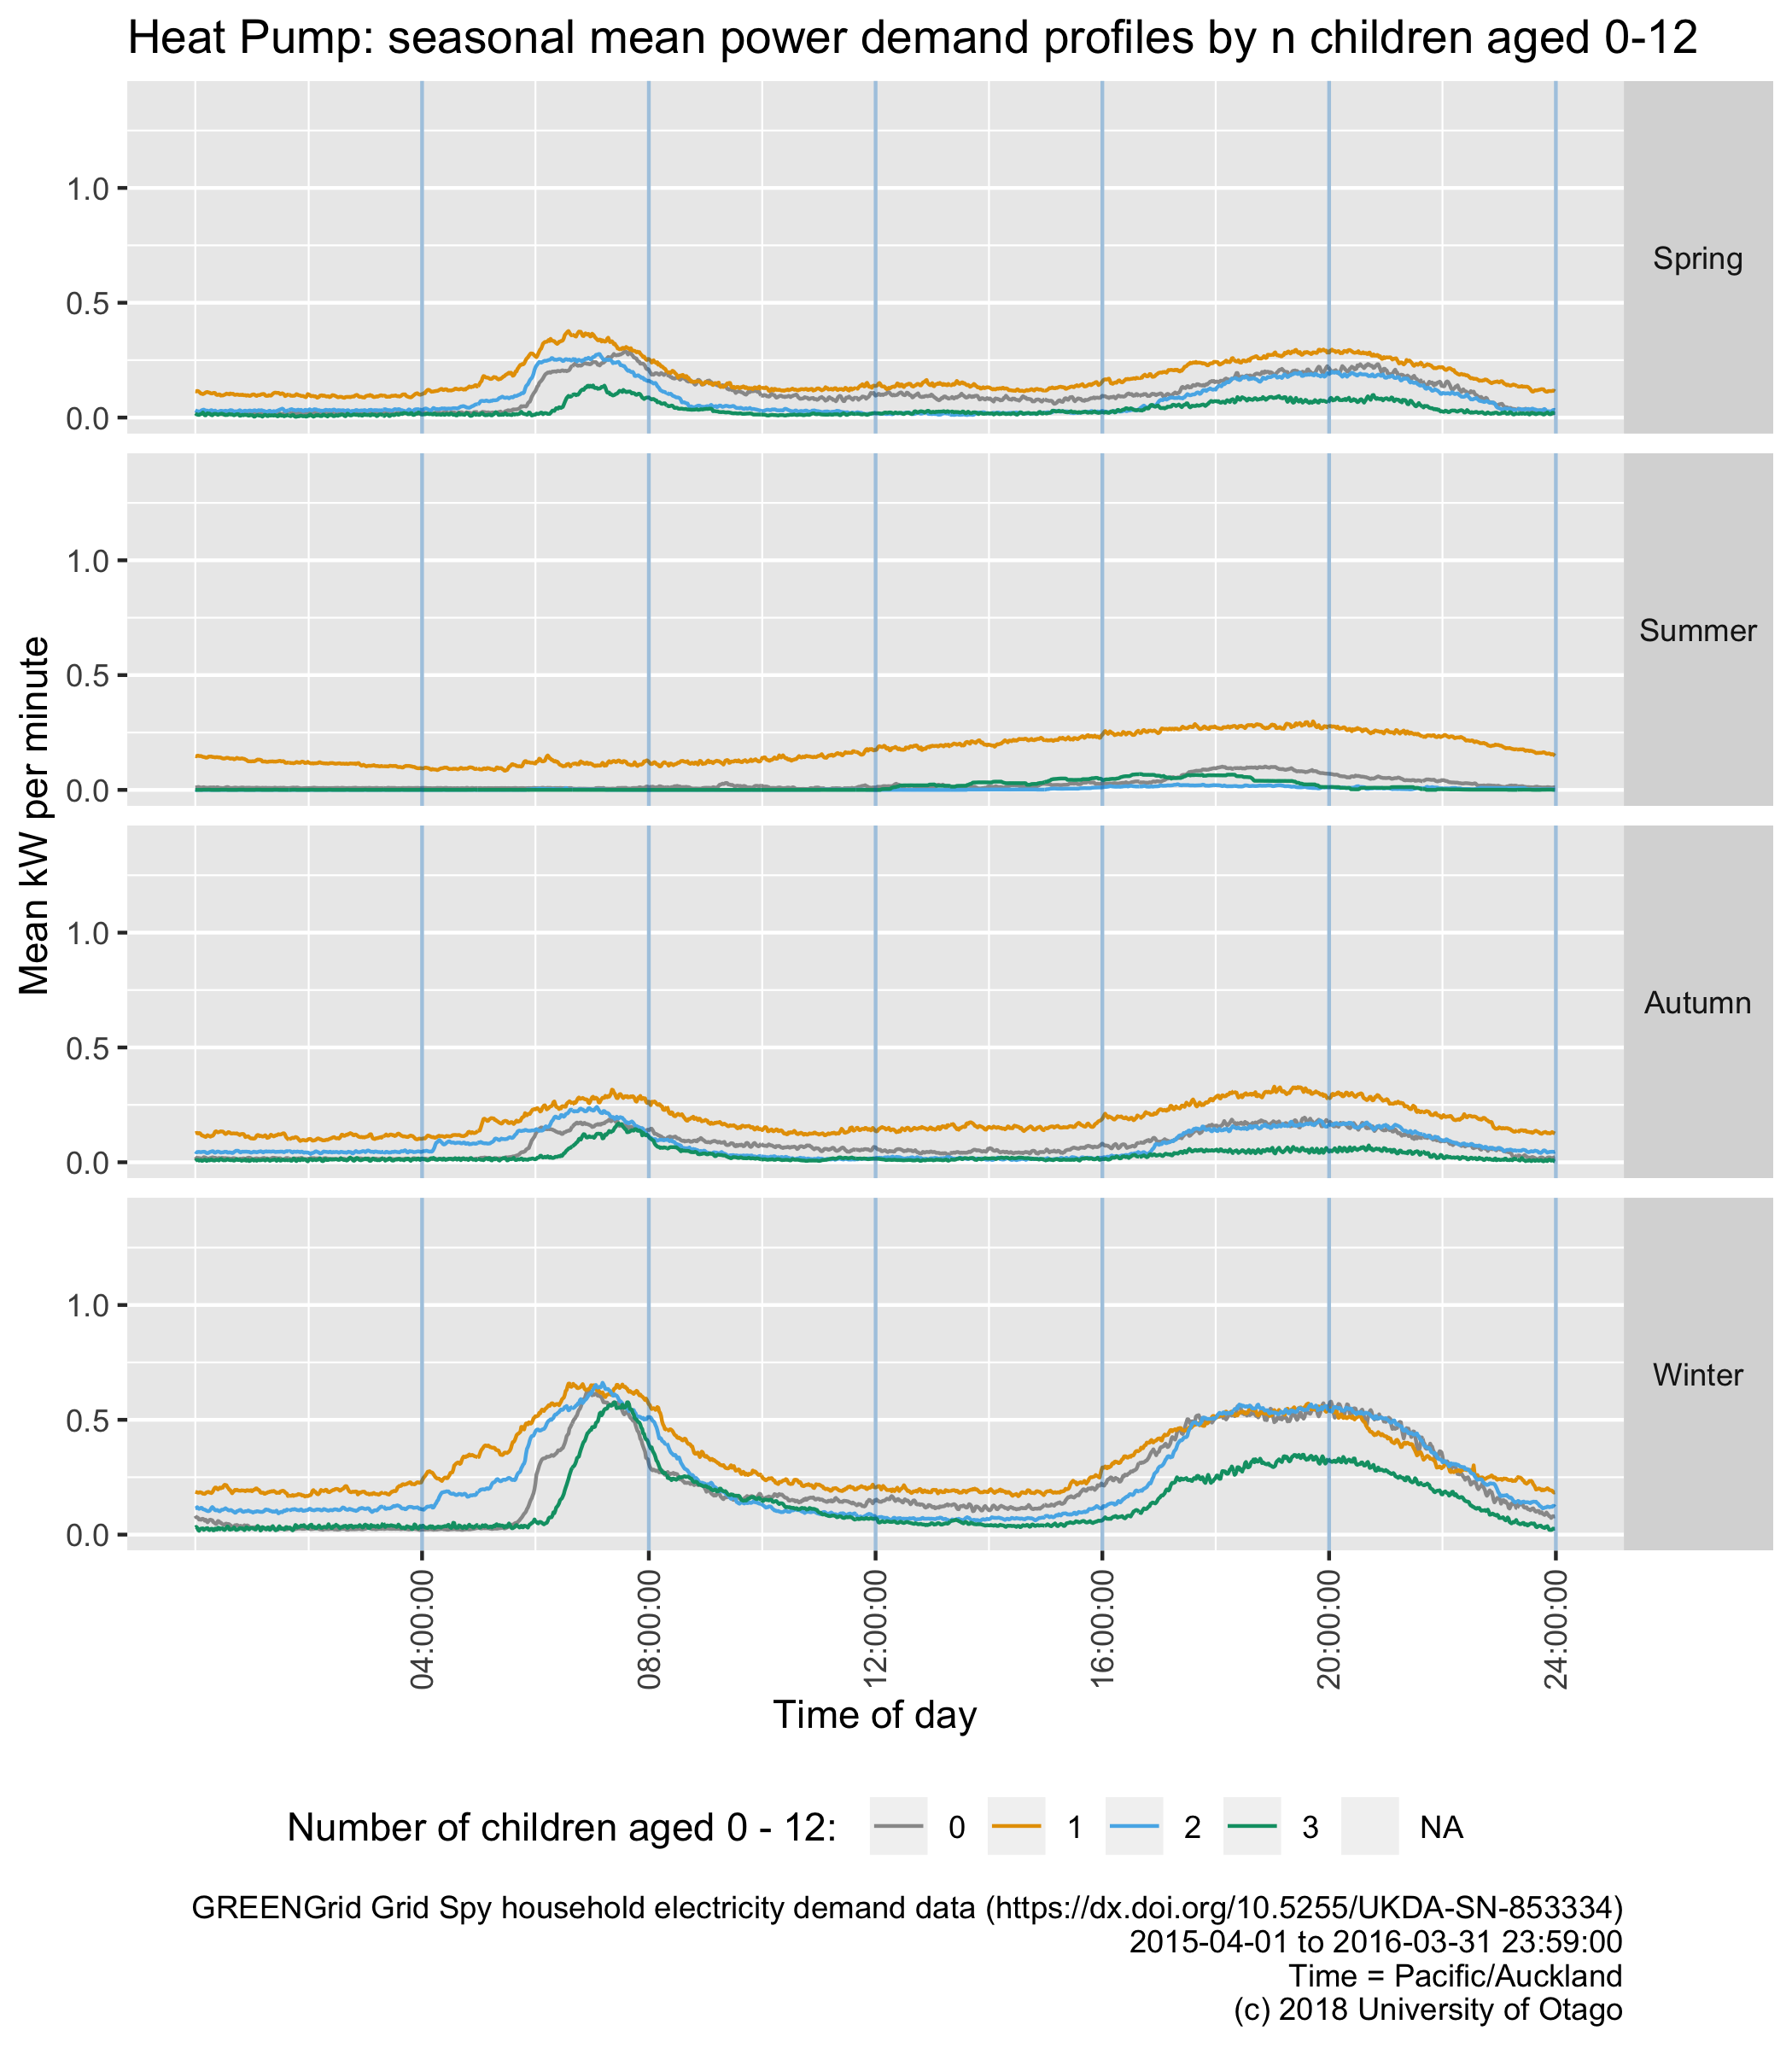 Heat Pump: seasonal mean power demand profiles by n children aged 0-12
Mean kW per minute
1.0
0.5
0.0
Spring
1.0
0.5
0.0
Summer
1.0
0.5
0.0
Autumn
1.0
0.5
0.0
Winter
04:00:00
08:00:00
12:00:00
16:00:00
20:00:00
24:00:00
Time of day
Number of children aged 0 - 12: 0 1 2 3 NA
GREENGrid Grid Spy household electricity demand data (https://dx.doi.org/10.5255/UKDA-SN-853334)
2015-04-01 to 2016-03-31 23:59:00
Time = Pacific/Auckland
(c) 2018 University of Otago